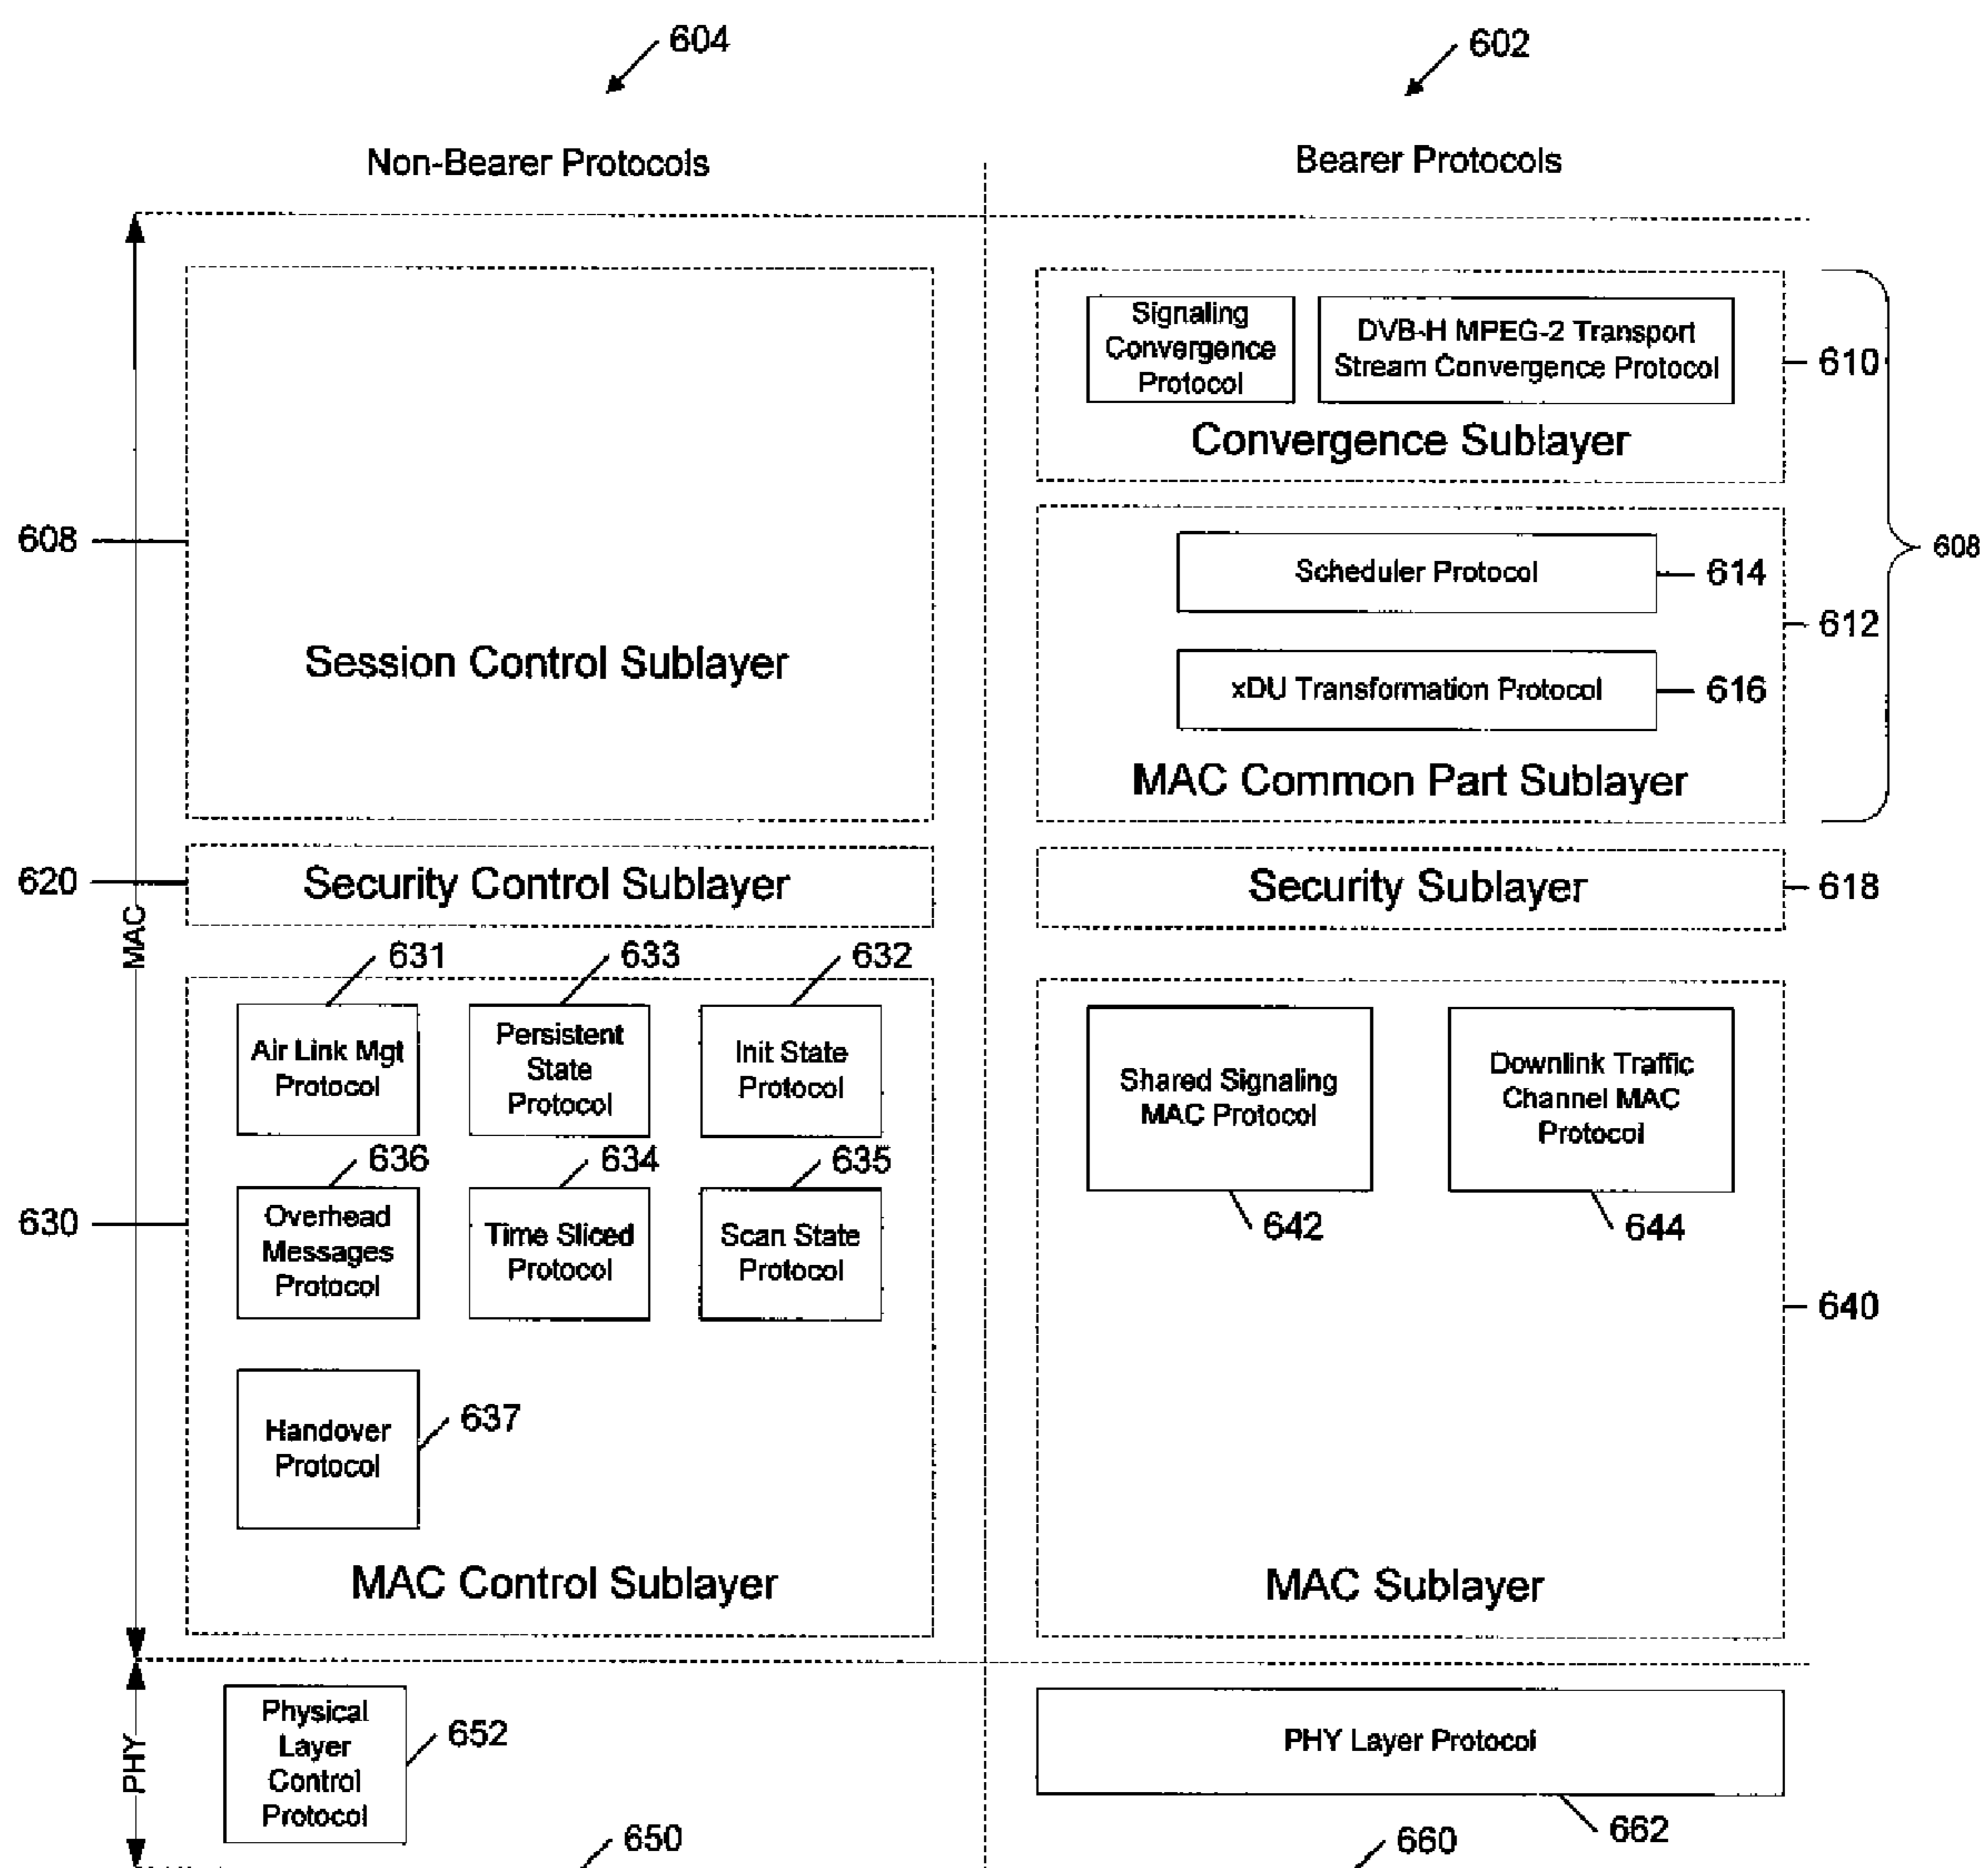 604
602
Non-Bearer Protocols
Bearer Protocols
Signaling
Convergence
Protocol
DVB-H MPEG-2 Transport
Stream Convergence Protocol
610
Convergence Sublayer
608
Scheduler Protocol
614
608
612
Session Control Sublayer
xDU Transformation Protocol
616
MAC Common Part Sublayer
620
Security Control Sublayer
Security Sublayer
618
MAC
631
633
632
Air Link Mgt
Protocol
Persistent
State
Protocol
Init State
Protocol
Shared Signaling
MAC Protocol
Downlink Traffic
Channel MAC
Protocol
636
634
635
630
Overhead
Messages
Protocol
Time Sliced
Protocol
Scan State
Protocol
642
644
640
Handover
Protocol
637
MAC Control Sublayer
MAC Sublayer
PHY
Physical
Layer
Control
Protocol
652
PHY Layer Protocol
662
650
660